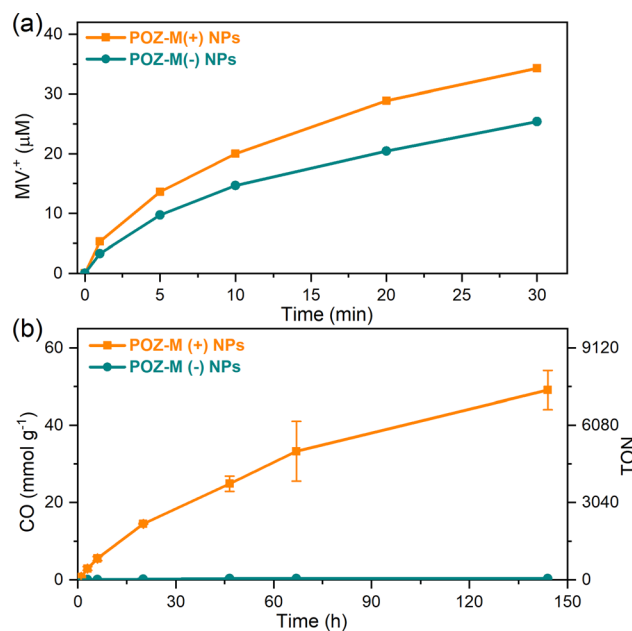 (a)
POZ-M(+) NPs
POZ-M(-) NPs
MV·+ (μM)
40
30
20
10
0
0 5 10 15 20 25 30
Time (min)
(b)
POZ-M (+) NPs
POZ-M (-) NPs
CO (mmol g⁻¹)
60
40
20
0
9120
6080
3040
0
TON
0 30 60 90 120 150
Time (h)